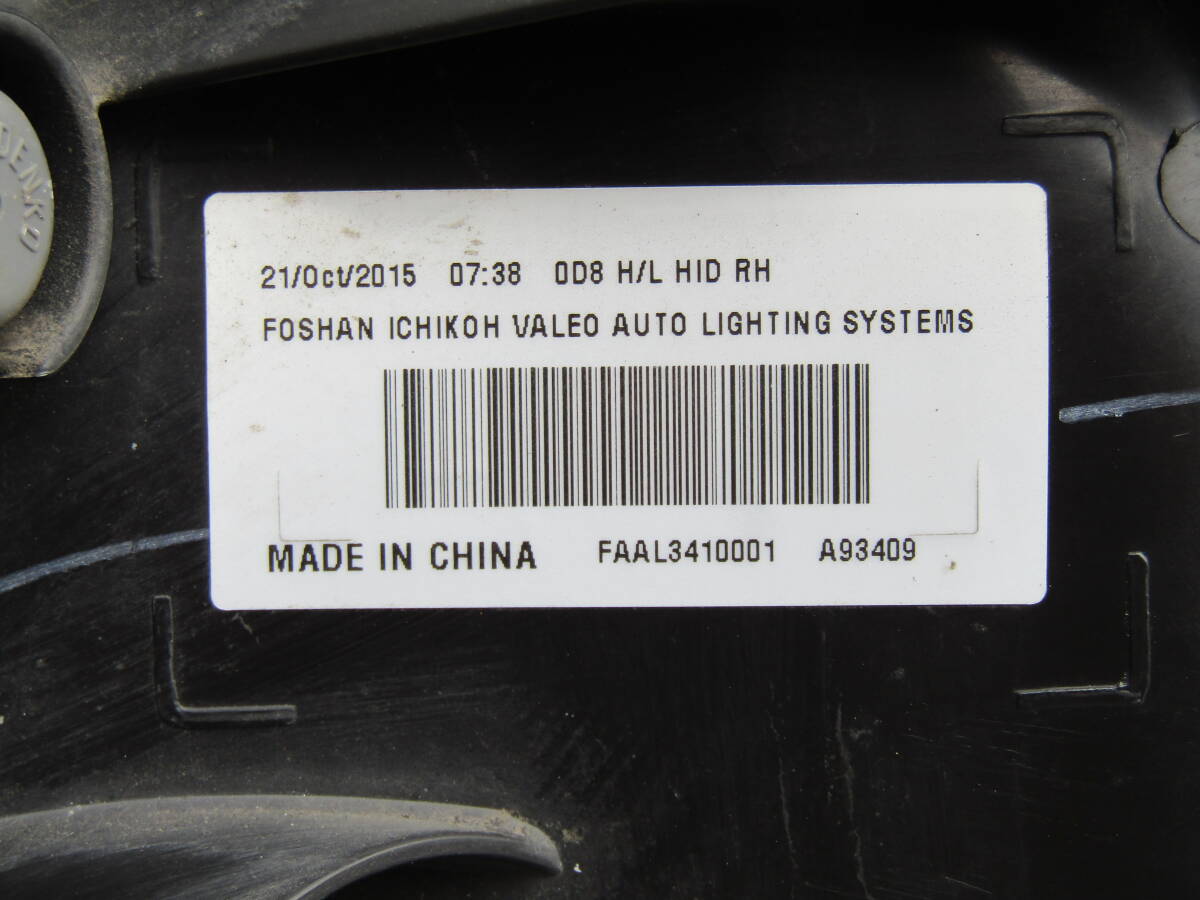 DENKO
21/Oct/2015 07:38 0D8 H/L HID RH
FOSHAN ICHIKOH VALEO AUTO LIGHTING SYSTEMS
MADE IN CHINA FAAL3410001 A93409